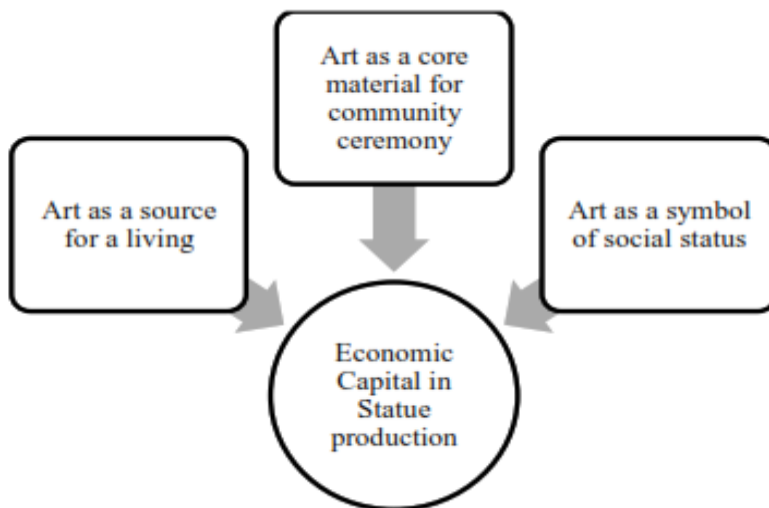 Art as a core
material for
community
ceremony
Art as a source
for a living
Art as a symbol
of social status
Economic
Capital in
Statue
production